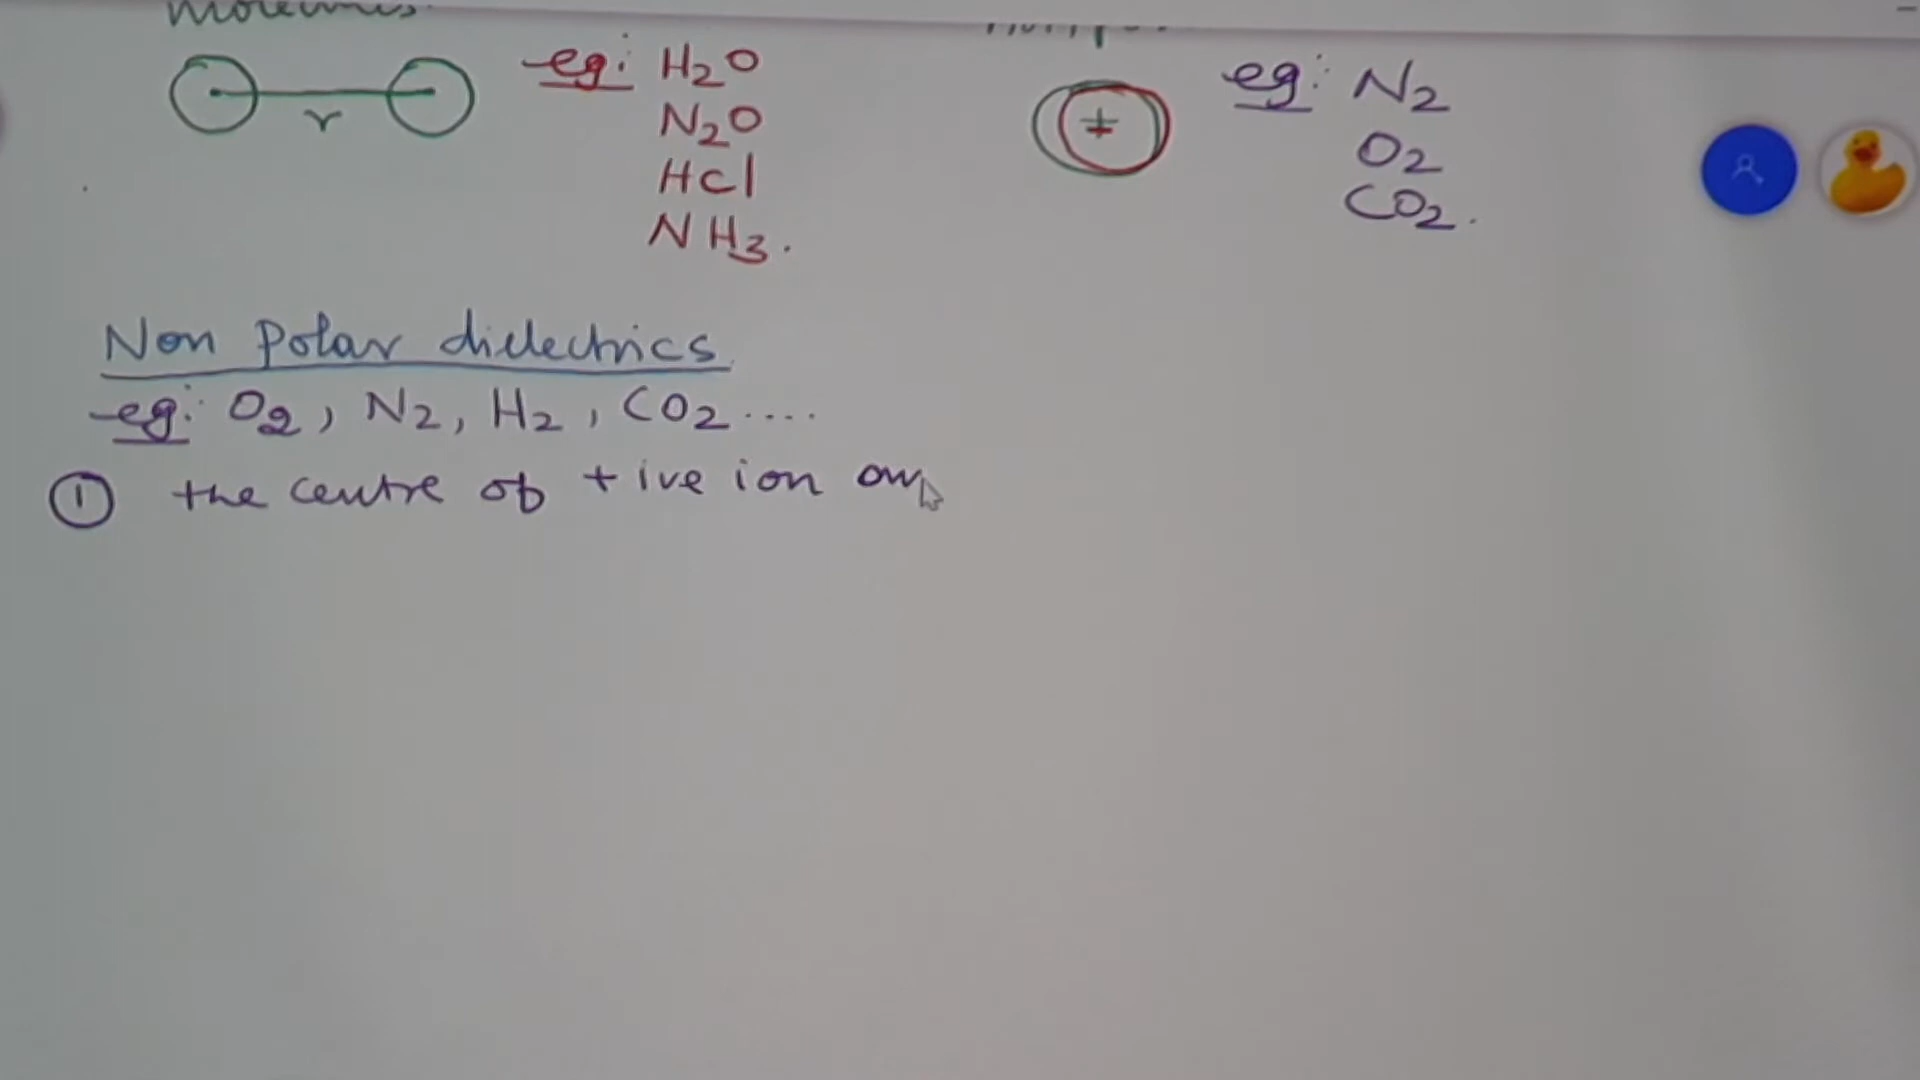 molecules.
r
eg: H2O
N2O
HCl
NH3.
+
eg: N2
O2
CO2.
Non Polar dielectrics
eg: O2, N2, H2, CO2 ....
① the centre of +ive ion